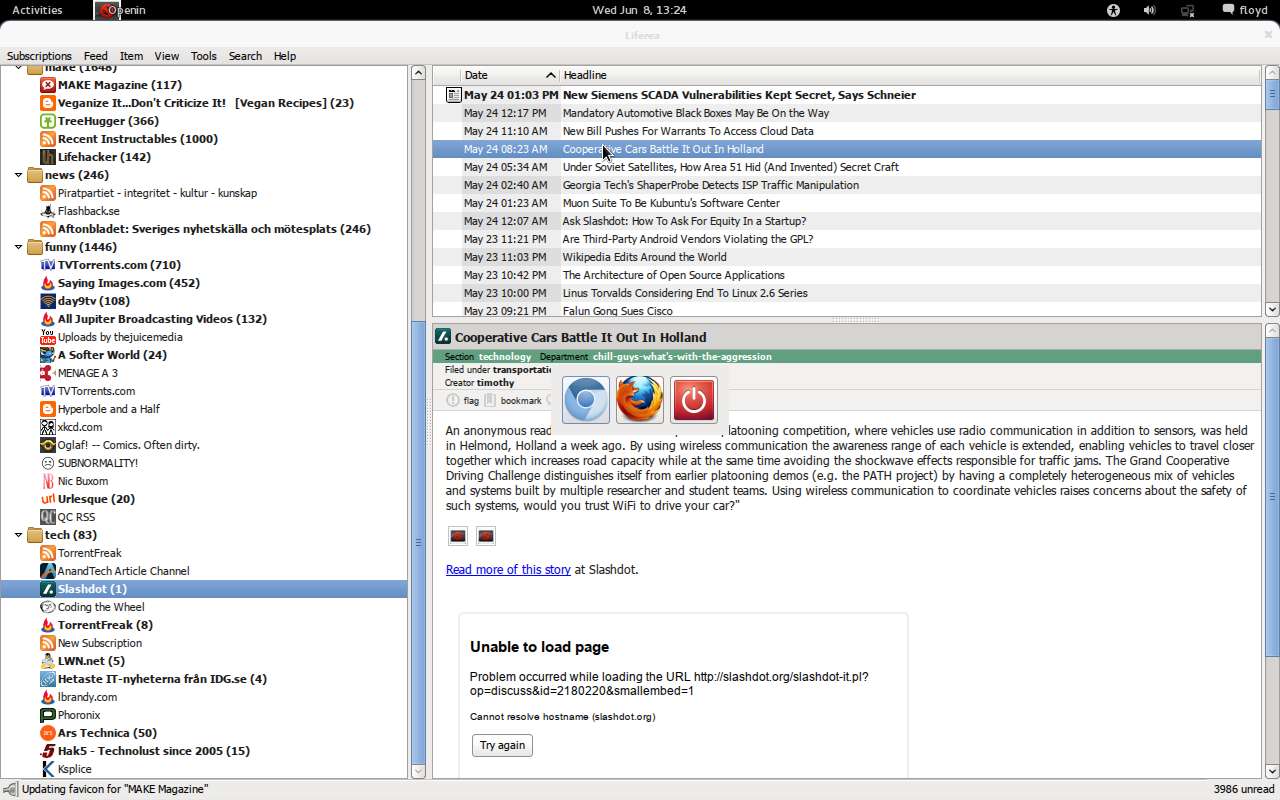 Activities
Openin
Wed Jun 8, 13:24
floyd
Liferea
Subscriptions Feed Item View Tools Search Help
make (1648)
MAKE Magazine (117)
Veganize It...Don't Criticize It! [Vegan Recipes] (23)
TreeHugger (366)
Recent Instructables (1000)
Lifehacker (142)
news (246)
Piratpartiet - integritet - kultur - kunskap
Flashback.se
Aftonbladet: Sveriges nyhetskälla och mötesplats (246)
funny (1446)
TVTorrents.com (710)
Saying Images.com (452)
day9tv (108)
All Jupiter Broadcasting Videos (132)
Uploads by thejuicemedia
A Softer World (24)
MENAGE A 3
TVTorrents.com
Hyperbole and a Half
xkcd.com
Oglaf! -- Comics. Often dirty.
SUBNORMALITY!
Nic Buxom
Urlesque (20)
QC RSS
tech (83)
TorrentFreak
AnandTech Article Channel
Slashdot (1)
Coding the Wheel
TorrentFreak (8)
New Subscription
LWN.net (5)
Hetaste IT-nyheterna från IDG.se (4)
lbrandy.com
Phoronix
Ars Technica (50)
Hak5 - Technolust since 2005 (15)
Ksplice
Date Headline
May 24 01:03 PM New Siemens SCADA Vulnerabilities Kept Secret, Says Schneier
May 24 12:17 PM Mandatory Automotive Black Boxes May Be On the Way
May 24 11:10 AM New Bill Pushes For Warrants To Access Cloud Data
May 24 08:23 AM Cooperative Cars Battle It Out In Holland
May 24 05:34 AM Under Soviet Satellites, How Area 51 Hid (And Invented) Secret Craft
May 24 02:40 AM Georgia Tech's ShaperProbe Detects ISP Traffic Manipulation
May 24 01:23 AM Muon Suite To Be Kubuntu's Software Center
May 24 12:07 AM Ask Slashdot: How To Ask For Equity In a Startup?
May 23 11:21 PM Are Third-Party Android Vendors Violating the GPL?
May 23 11:03 PM Wikipedia Edits Around the World
May 23 10:42 PM The Architecture of Open Source Applications
May 23 10:00 PM Linus Torvalds Considering End To Linux 2.6 Series
May 23 09:21 PM Falun Gong Sues Cisco
Cooperative Cars Battle It Out In Holland
Section technology Department chill-guys-what's-with-the-aggression
Filed under transportati
Creator timothy
flag bookmark
An anonymous read latooning competition, where vehicles use radio communication in addition to sensors, was held
in Helmond, Holland a week ago. By using wireless communication the awareness range of each vehicle is extended, enabling vehicles to travel closer
together which increases road capacity while at the same time avoiding the shockwave effects responsible for traffic jams. The Grand Cooperative
Driving Challenge distinguishes itself from earlier platooning demos (e.g. the PATH project) by having a completely heterogeneous mix of vehicles
and systems built by multiple researcher and student teams. Using wireless communication to coordinate vehicles raises concerns about the safety of
such systems, would you trust WiFi to drive your car?"
Read more of this story at Slashdot.
Unable to load page
Problem occurred while loading the URL http://slashdot.org/slashdot-it.pl?
op=discuss&id=2180220&smallembed=1
Cannot resolve hostname (slashdot.org)
Try again
Updating favicon for "MAKE Magazine"
3986 unread